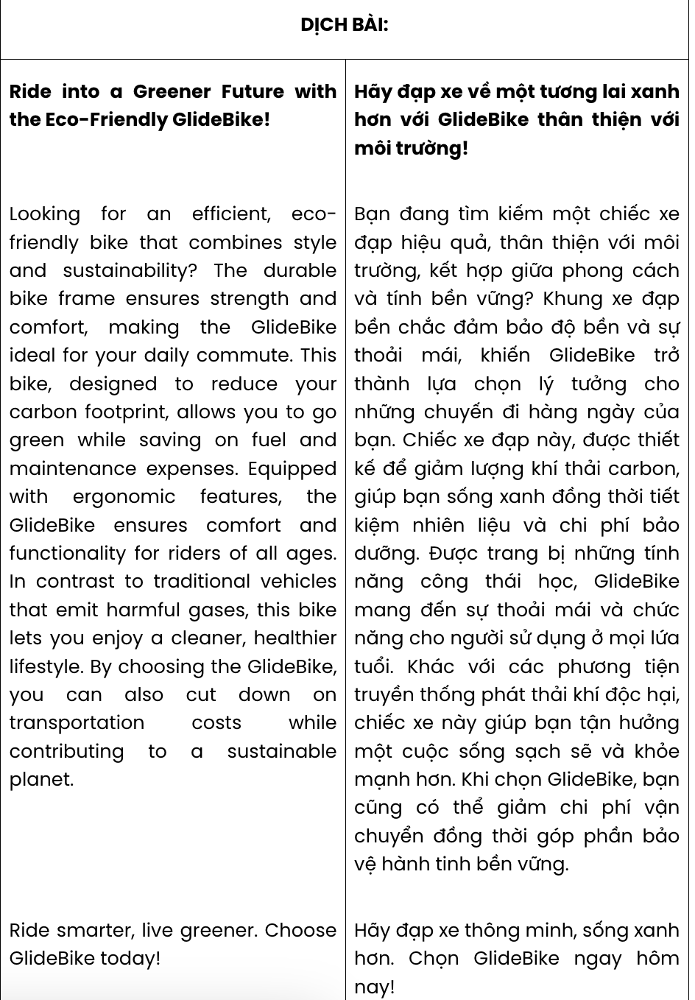 DỊCH BÀI:
Ride into a Greener Future with
the Eco-Friendly GlideBike!
Looking for an efficient, eco-
friendly bike that combines style
and sustainability? The durable
bike frame ensures strength and
comfort, making the GlideBike
ideal for your daily commute. This
bike, designed to reduce your
carbon footprint, allows you to go
green while saving on fuel and
maintenance expenses. Equipped
with ergonomic features, the
GlideBike ensures comfort and
functionality for riders of all ages.
In contrast to traditional vehicles
that emit harmful gases, this bike
lets you enjoy a cleaner, healthier
lifestyle. By choosing the GlideBike,
you can also cut down on
transportation costs while
contributing to a sustainable
planet.
Ride smarter, live greener. Choose
GlideBike today!
Hãy đạp xe về một tương lai xanh
hơn với GlideBike thân thiện với
môi trường!
Bạn đang tìm kiếm một chiếc xe
đạp hiệu quả, thân thiện với môi
trường, kết hợp giữa phong cách
và tính bền vững? Khung xe đạp
bền chắc đảm bảo độ bền và sự
thoải mái, khiến GlideBike trở
thành lựa chọn lý tưởng cho
những chuyến đi hàng ngày của
bạn. Chiếc xe đạp này, được thiết
kế để giảm lượng khí thải carbon,
giúp bạn sống xanh đồng thời tiết
kiệm nhiên liệu và chi phí bảo
dưỡng. Được trang bị những tính
năng công thái học, GlideBike
mang đến sự thoải mái và chức
năng cho người sử dụng ở mọi lứa
tuổi. Khác với các phương tiện
truyền thống phát thải khí độc hại,
chiếc xe này giúp bạn tận hưởng
một cuộc sống sạch sẽ và khỏe
mạnh hơn. Khi chọn GlideBike, bạn
cũng có thể giảm chi phí vận
chuyển đồng thời góp phần bảo
vệ hành tinh bền vững.
Hãy đạp xe thông minh, sống xanh
hơn. Chọn GlideBike ngay hôm
nay!